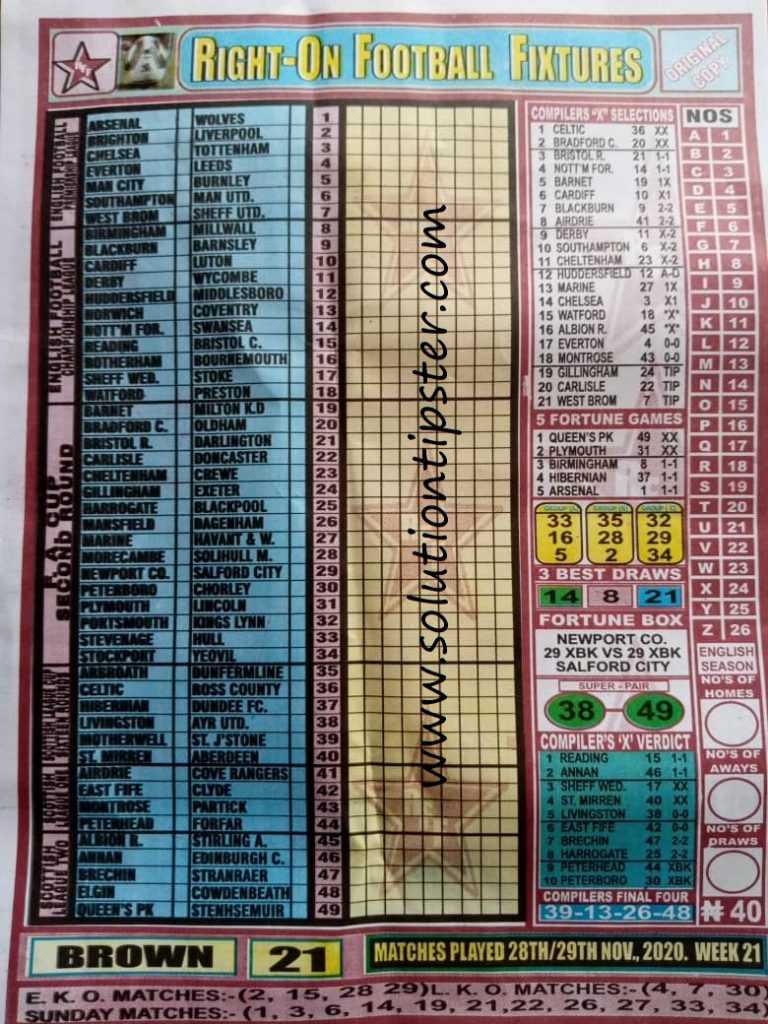 RIGHT-ON FOOTBALL FIXTURES
ORIGINAL COPY
ENGLISH FOOTBALL
ARSENAL WOLVES 1
BRIGHTON LIVERPOOL 2
CHELSEA TOTTENHAM 3
EVERTON LEEDS 4
MAN CITY BURNLEY 5
SOUTHAMPTON MAN UTD. 6
WEST BROM SHEFF UTD. 7
ENGLISH FOOTBALL CHAMPIONSHIP LEAGUE
BIRMINGHAM MILLWALL 8
BLACKBURN BARNSLEY 9
CARDIFF LUTON 10
DERBY WYCOMBE 11
HUDDERSFIELD MIDDLESBORO 12
NORWICH COVENTRY 13
NOTT'M FOR. SWANSEA 14
READING BRISTOL C. 15
ROTHERHAM BOURNEMOUTH 16
SHEFF WED. STOKE 17
WATFORD PRESTON 18
F.A. CUP SECOND ROUND
BARNET MILTON K.D 19
BRADFORD C. OLDHAM 20
BRISTOL R. DARLINGTON 21
CARLISLE DONCASTER 22
CHELTENHAM CREWE 23
GILLINGHAM EXETER 24
HARROGATE BLACKPOOL 25
MANSFIELD DAGENHAM 26
MARINE HAVANT & W. 27
MORECAMBE SOLIHULL M. 28
NEWPORT CO. SALFORD CITY 29
PETERBORO CHORLEY 30
PLYMOUTH LINCOLN 31
PORTSMOUTH KINGS LYNN 32
STEVENAGE HULL 33
STOCKPORT YEOVIL 34
ARBROATH DUNFERMLINE 35
CELTIC ROSS COUNTY 36
HIBERNIAN DUNDEE FC. 37
LIVINGSTON AYR UTD. 38
MOTHERWELL ST. J'STONE 39
ST. MIRREN ABERDEEN 40
SCOTTISH LEAGUE ONE
AIRDRIE COVE RANGERS 41
EAST FIFE CLYDE 42
MONTROSE PARTICK 43
PETERHEAD FORFAR 44
SCOTTISH LEAGUE TWO
ALBION R. STIRLING A. 45
ANNAN EDINBURGH C. 46
BRECHIN STRANRAER 47
ELGIN COWDENBEATH 48
QUEEN'S PK STENHSEMUIR 49
www.solutiontipster.com
COMPILERS "X" SELECTIONS
1 CELTIC 36 XX
2 BRADFORD C. 20 XX
3 BRISTOL R. 21 1-1
4 NOTT'M FOR. 14 1-1
5 BARNET 19 1X
6 CARDIFF 10 X1
7 BLACKBURN 9 2-2
8 AIRDRIE 41 2-2
9 DERBY 11 X-2
10 SOUTHAMPTON 6 X-2
11 CHELTENHAM 23 X-2
12 HUDDERSFIELD 12 A-D
13 MARINE 27 1X
14 CHELSEA 3 X1
15 WATFORD 18 "X"
16 ALBION R. 45 "X"
17 EVERTON 4 0-0
18 MONTROSE 43 0-0
19 GILLINGHAM 24 TIP
20 CARLISLE 22 TIP
21 WEST BROM 7 TIP
5 FORTUNE GAMES
1 QUEEN'S PK 49 XX
2 PLYMOUTH 31 XX
3 BIRMINGHAM 8 1-1
4 HIBERNIAN 37 1-1
5 ARSENAL 1 1-1
33 35 32
16 28 29
5 2 34
3 BEST DRAWS
14 8 21
FORTUNE BOX
NEWPORT CO.
29 XBK VS 29 XBK
SALFORD CITY
SUPER - PAIR
38 49
COMPILER'S 'X' VERDICT
1 READING 15 1-1
2 ANNAN 46 1-1
3 SHEFF WED. 17 XX
4 ST. MIRREN 40 XX
5 LIVINGSTON 38 0-0
6 EAST FIFE 42 0-0
7 BRECHIN 47 2-2
8 HARROGATE 25 2-2
9 PETERHEAD 44 XBK
10 PETERBORO 30 XBK
COMPILERS FINAL FOUR
39-13-26-48
NOS
A 1
B 2
C 3
D 4
E 5
F 6
G 7
H 8
I 9
J 10
K 11
L 12
M 13
N 14
O 15
P 16
Q 17
R 18
S 19
T 20
U 21
V 22
W 23
X 24
Y 25
Z 26
ENGLISH SEASON
NO'S OF HOMES
NO'S OF AWAYS
NO'S OF DRAWS
₦ 40
BROWN 21 MATCHES PLAYED 28TH/29TH NOV., 2020. WEEK 21
E. K. O. MATCHES:-(2, 15, 28 29) L. K. O. MATCHES:-(4, 7, 30)
SUNDAY MATCHES:-(1, 3, 6, 14, 19, 21,22, 26, 27, 33, 34)